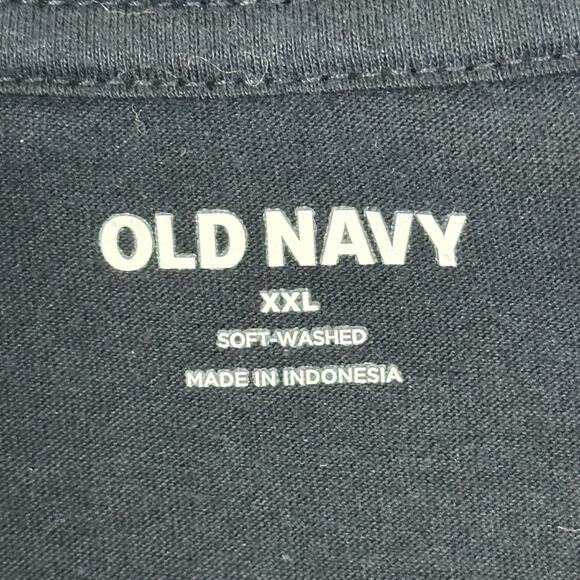 OLD NAVY
XXL
SOFT-WASHED
MADE IN INDONESIA